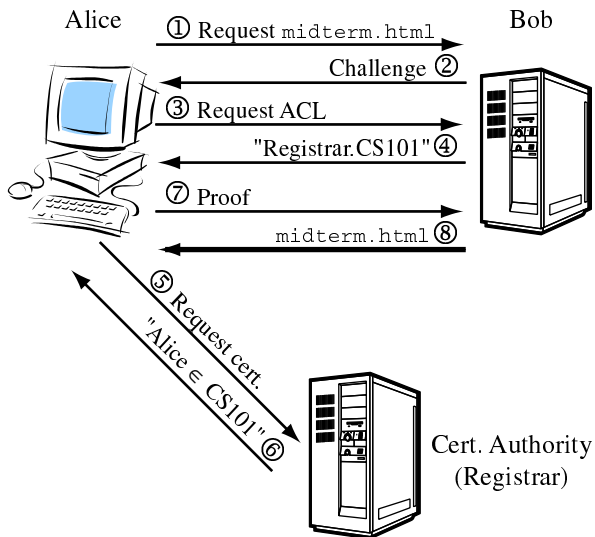 Alice
Bob
① Request midterm.html
Challenge ②
③ Request ACL
"Registrar.CS101" ④
⑦ Proof
midterm.html ⑧
⑤ Request cert.
"Alice ∈ CS101" ⑥
Cert. Authority
(Registrar)